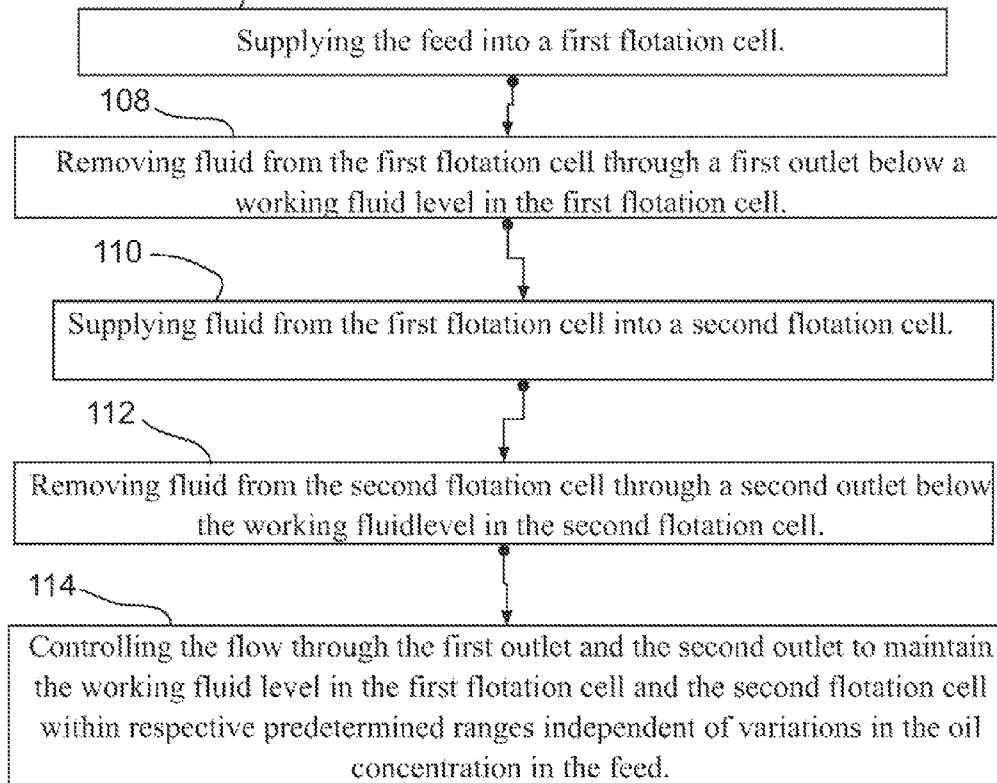 Supplying the feed into a first flotation cell.
108
Removing fluid from the first flotation cell through a first outlet below a
working fluid level in the first flotation cell.
110
Supplying fluid from the first flotation cell into a second flotation cell.
112
Removing fluid from the second flotation cell through a second outlet below
the working fluidlevel in the second flotation cell.
114
Controlling the flow through the first outlet and the second outlet to maintain
the working fluid level in the first flotation cell and the second flotation cell
within respective predetermined ranges independent of variations in the oil
concentration in the feed.